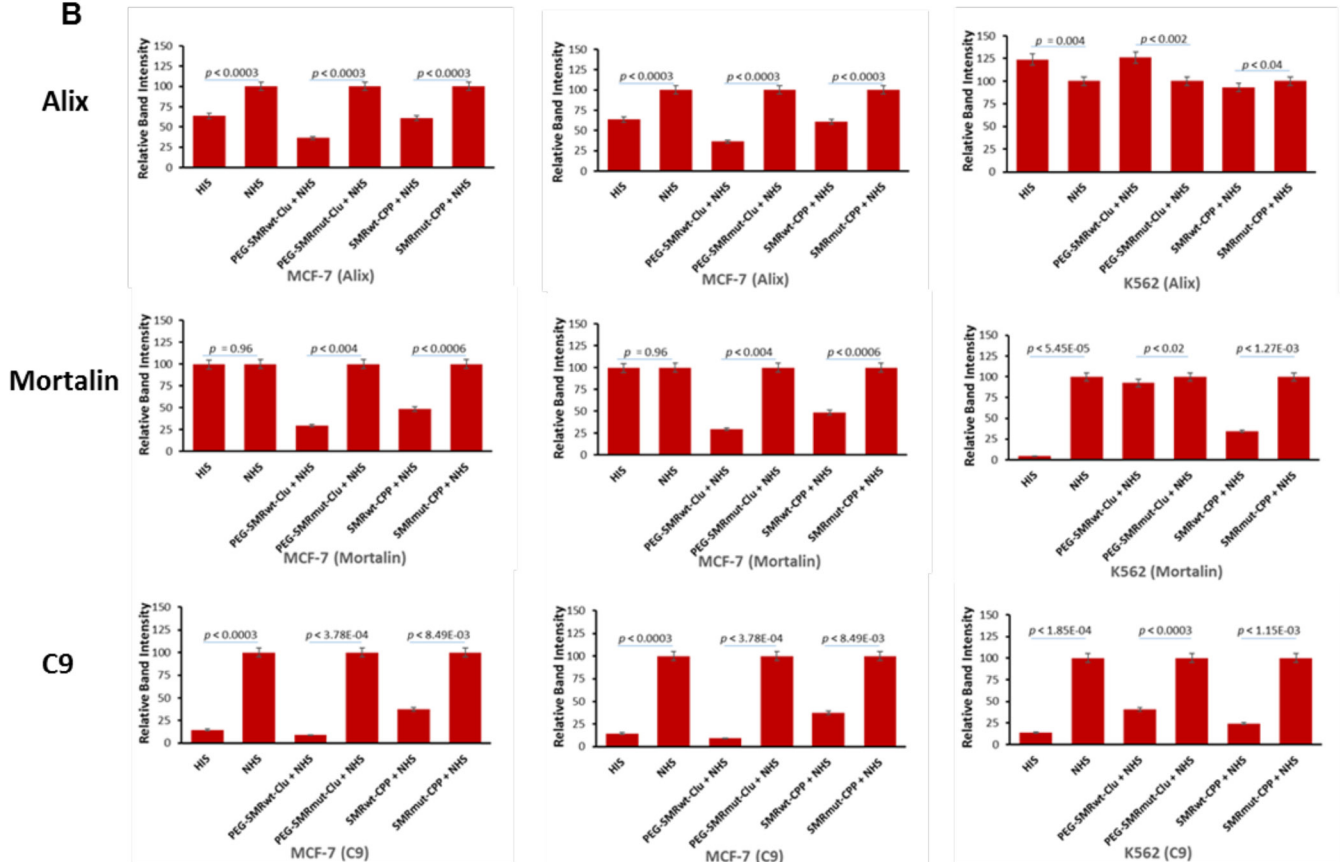 B
Alix
Relative Band Intensity
150
125
100
75
50
25
0
p < 0.0003
p < 0.0003
p < 0.0003
HIS
NHS
PEG-SMRwt-Clu + NHS
PEG-SMRmut-Clu + NHS
SMRwt-CPP + NHS
SMRmut-CPP + NHS
MCF-7 (Alix)
Relative Band Intensity
150
125
100
75
50
25
0
p < 0.0003
p < 0.0003
p < 0.0003
HIS
NHS
PEG-SMRwt-Clu + NHS
PEG-SMRmut-Clu + NHS
SMRwt-CPP + NHS
SMRmut-CPP + NHS
MCF-7 (Alix)
Relative Band Intensity
150
125
100
75
50
25
0
p = 0.004
p < 0.002
p < 0.04
HIS
NHS
PEG-SMRwt-Clu + NHS
PEG-SMRmut-Clu + NHS
SMRwt-CPP + NHS
SMRmut-CPP + NHS
K562 (Alix)
Mortalin
Relative Band Intensity
150
125
100
75
50
25
0
p = 0.96
p < 0.004
p < 0.0006
HIS
NHS
PEG-SMRwt-Clu + NHS
PEG-SMRmut-Clu + NHS
SMRwt-CPP + NHS
SMRmut-CPP + NHS
MCF-7 (Mortalin)
Relative Band Intensity
150
125
100
75
50
25
0
p = 0.96
p < 0.004
p < 0.0006
HIS
NHS
PEG-SMRwt-Clu + NHS
PEG-SMRmut-Clu + NHS
SMRwt-CPP + NHS
SMRmut-CPP + NHS
MCF-7 (Mortalin)
Relative Band Intensity
150
125
100
75
50
25
0
p < 5.45E-05
p < 0.02
p < 1.27E-03
HIS
NHS
PEG-SMRwt-Clu + NHS
PEG-SMRmut-Clu + NHS
SMRwt-CPP + NHS
SMRmut-CPP + NHS
K562 (Mortalin)
C9
Relative Band Intensity
150
125
100
75
50
25
0
p < 0.0003
p < 3.78E-04
p < 8.49E-03
HIS
NHS
PEG-SMRwt-Clu + NHS
PEG-SMRmut-Clu + NHS
SMRwt-CPP + NHS
SMRmut-CPP + NHS
MCF-7 (C9)
Relative Band Intensity
150
125
100
75
50
25
0
p < 0.0003
p < 3.78E-04
p < 8.49E-03
HIS
NHS
PEG-SMRwt-Clu + NHS
PEG-SMRmut-Clu + NHS
SMRwt-CPP + NHS
SMRmut-CPP + NHS
MCF-7 (C9)
Relative Band Intensity
150
125
100
75
50
25
0
p < 1.85E-04
p < 0.0003
p < 1.15E-03
HIS
NHS
PEG-SMRwt-Clu + NHS
PEG-SMRmut-Clu + NHS
SMRwt-CPP + NHS
SMRmut-CPP + NHS
K562 (C9)